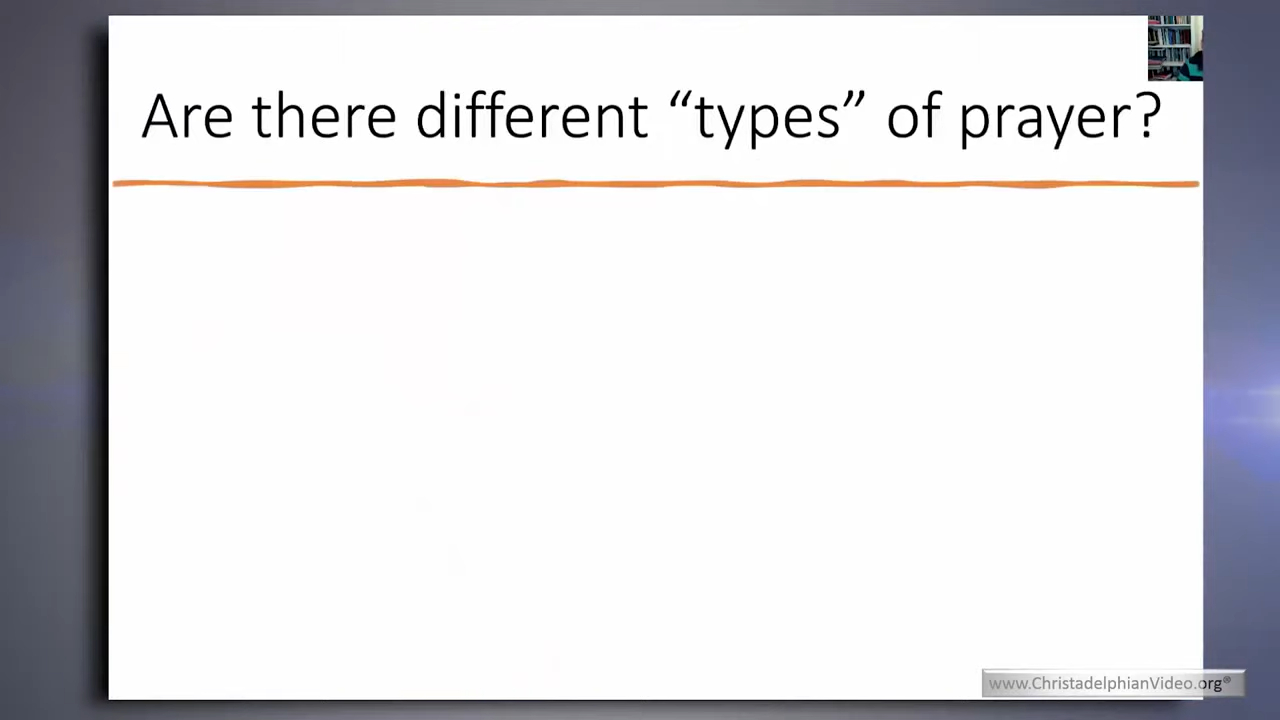 Are there different “types” of prayer?
www.ChristadelphianVideo.org®